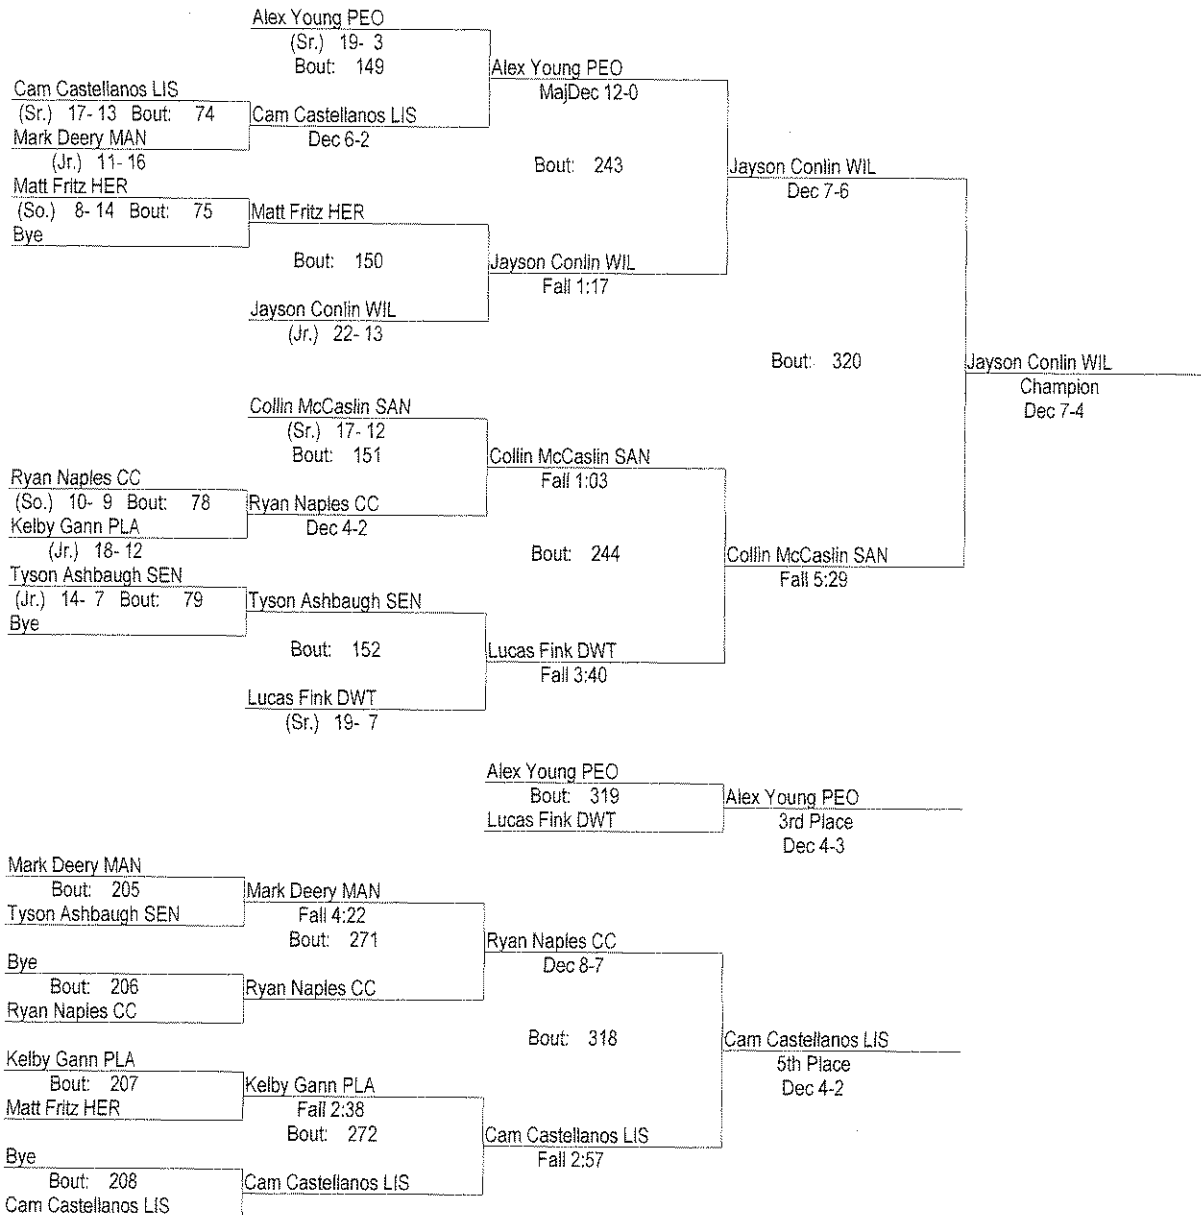 Alex Young PEO
(Sr.) 19- 3
Bout: 149
Alex Young PEO
MajDec 12-0
Cam Castellanos LIS
(Sr.) 17- 13 Bout: 74
Cam Castellanos LIS
Dec 6-2
Mark Deery MAN
(Jr.) 11- 16
Bout: 243
Jayson Conlin WIL
Dec 7-6
Matt Fritz HER
(So.) 8- 14 Bout: 75
Matt Fritz HER
Bye
Bout: 150
Jayson Conlin WIL
Fall 1:17
Jayson Conlin WIL
(Jr.) 22- 13
Bout: 320
Jayson Conlin WIL
Champion
Dec 7-4
Collin McCaslin SAN
(Sr.) 17- 12
Bout: 151
Collin McCaslin SAN
Fall 1:03
Ryan Naples CC
(So.) 10- 9 Bout: 78
Ryan Naples CC
Dec 4-2
Kelby Gann PLA
(Jr.) 18- 12
Bout: 244
Collin McCaslin SAN
Fall 5:29
Tyson Ashbaugh SEN
(Jr.) 14- 7 Bout: 79
Tyson Ashbaugh SEN
Bye
Bout: 152
Lucas Fink DWT
Fall 3:40
Lucas Fink DWT
(Sr.) 19- 7
Alex Young PEO
Bout: 319
Alex Young PEO
3rd Place
Dec 4-3
Lucas Fink DWT
Mark Deery MAN
Bout: 205
Mark Deery MAN
Fall 4:22
Tyson Ashbaugh SEN
Bout: 271
Ryan Naples CC
Dec 8-7
Bye
Bout: 206
Ryan Naples CC
Ryan Naples CC
Bout: 318
Cam Castellanos LIS
5th Place
Dec 4-2
Kelby Gann PLA
Bout: 207
Kelby Gann PLA
Fall 2:38
Matt Fritz HER
Bout: 272
Cam Castellanos LIS
Fall 2:57
Bye
Bout: 208
Cam Castellanos LIS
Cam Castellanos LIS